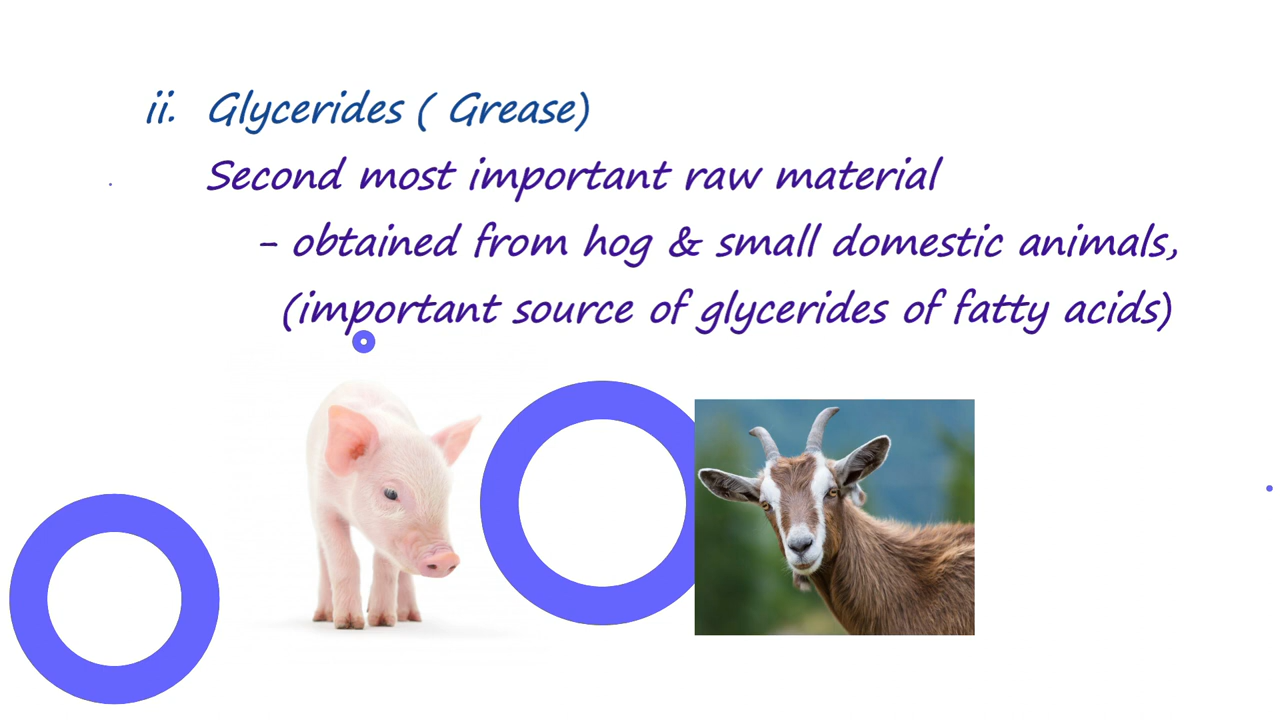 ii. Glycerides ( Grease)
Second most important raw material
- obtained from hog & small domestic animals,
(important source of glycerides of fatty acids)